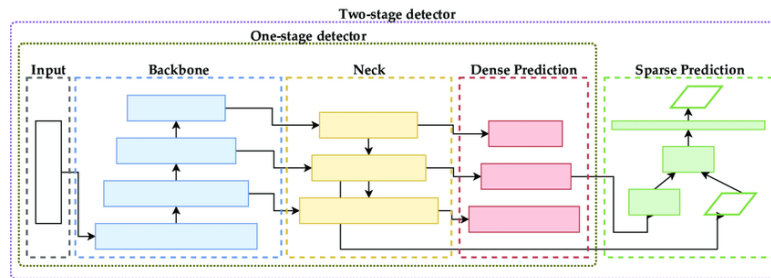 Two-stage detector
One-stage detector
Input
Backbone
Neck
Dense Prediction
Sparse Prediction